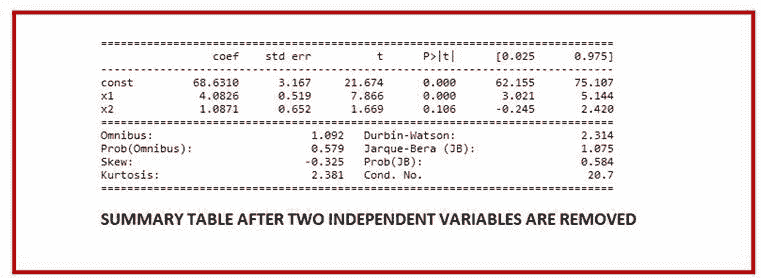 ==============================================================================
coef std err t P>|t| [0.025 0.975]
------------------------------------------------------------------------------
const 68.6310 3.167 21.674 0.000 62.155 75.107
x1 4.0826 0.519 7.866 0.000 3.021 5.144
x2 1.0871 0.652 1.669 0.106 -0.245 2.420
==============================================================================
Omnibus: 1.092 Durbin-Watson: 2.314
Prob(Omnibus): 0.579 Jarque-Bera (JB): 1.075
Skew: -0.325 Prob(JB): 0.584
Kurtosis: 2.381 Cond. No. 20.7
==============================================================================
SUMMARY TABLE AFTER TWO INDEPENDENT VARIABLES ARE REMOVED